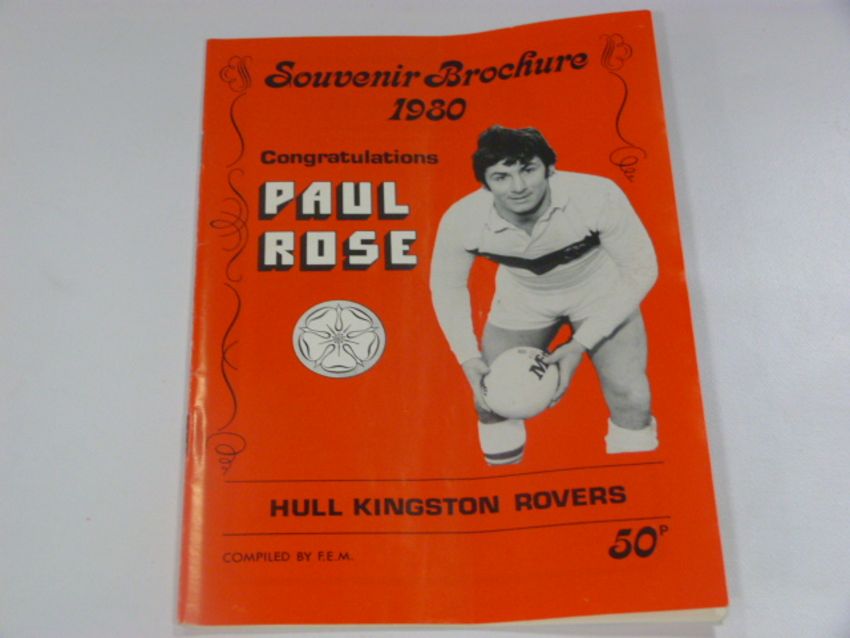 Souvenir Brochure
1980
Congratulations
PAUL
ROSE
HULL KINGSTON ROVERS
COMPILED BY F.E.M.
50P